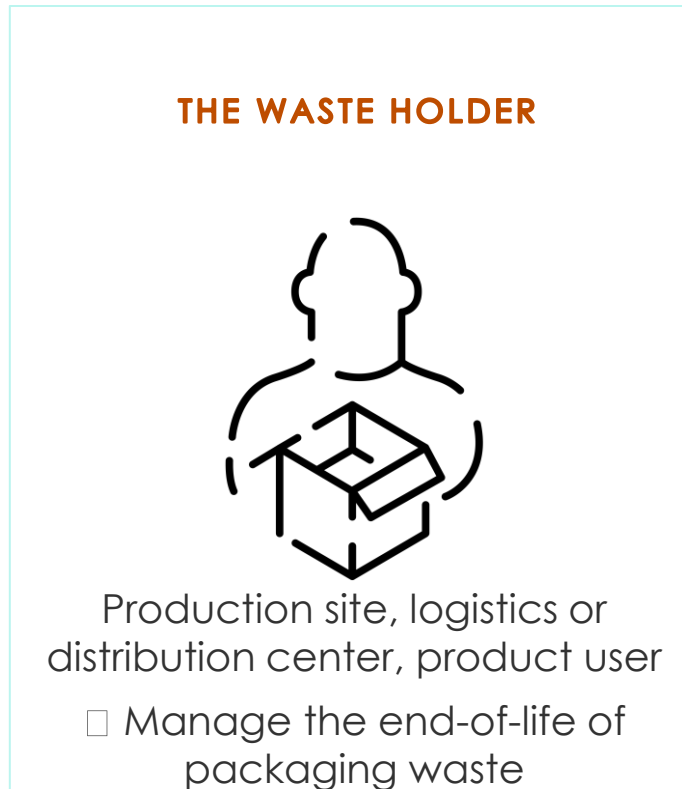 THE WASTE HOLDER
Production site, logistics or
distribution center, product user
□ Manage the end-of-life of
packaging waste